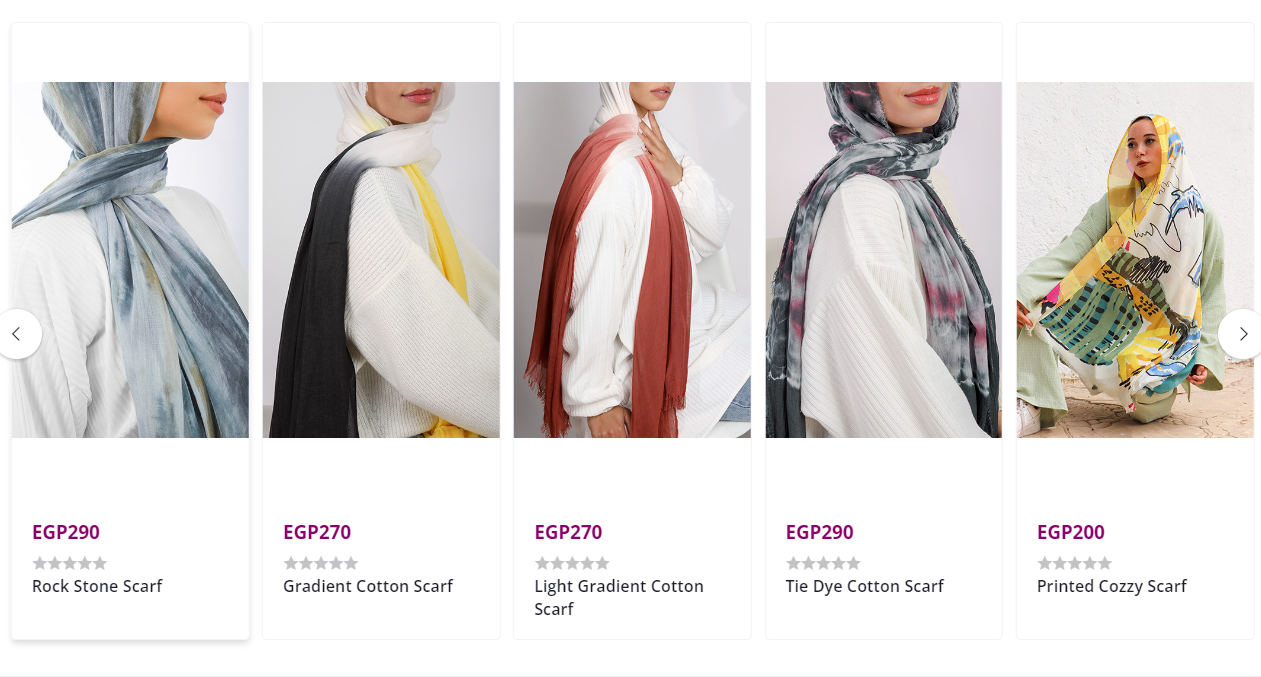 EGP290
Rock Stone Scarf
EGP270
Gradient Cotton Scarf
EGP270
Light Gradient Cotton
Scarf
EGP290
Tie Dye Cotton Scarf
EGP200
Printed Cozzy Scarf